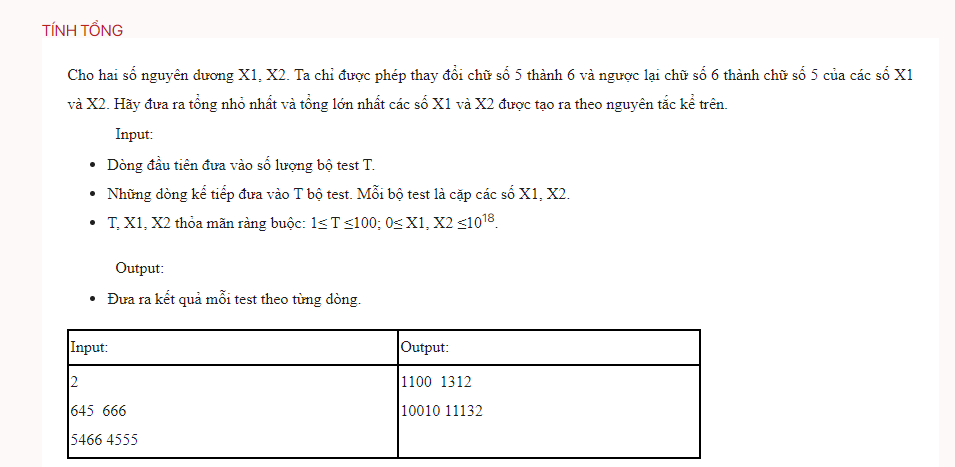 TÍNH TỔNG
Cho hai số nguyên dương X1, X2. Ta chỉ được phép thay đổi chữ số 5 thành 6 và ngược lại chữ số 6 thành chữ số 5 của các số X1
và X2. Hãy đưa ra tổng nhỏ nhất và tổng lớn nhất các số X1 và X2 được tạo ra theo nguyên tắc kể trên.
Input:
• Dòng đầu tiên đưa vào số lượng bộ test T.
• Những dòng kế tiếp đưa vào T bộ test. Mỗi bộ test là cặp các số X1, X2.
• T, X1, X2 thỏa mãn ràng buộc: 1≤ T ≤100; 0≤ X1, X2 ≤10¹⁸.
Output:
• Đưa ra kết quả mỗi test theo từng dòng.
Input: Output:
2 1100 1312
645 666 10010 11132
5466 4555